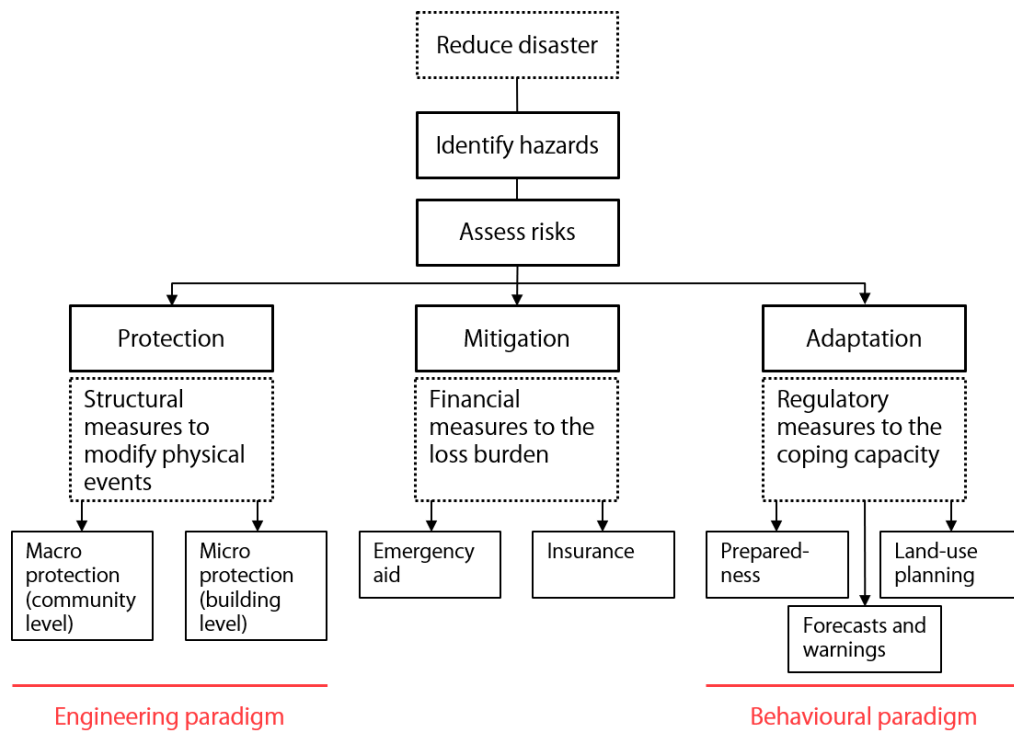 Reduce disaster
Identify hazards
Assess risks
Protection
Mitigation
Adaptation
Structural
measures to
modify physical
events
Financial
measures to the
loss burden
Regulatory
measures to the
coping capacity
Macro
protection
(community
level)
Micro
protection
(building
level)
Emergency
aid
Insurance
Prepared-
ness
Land-use
planning
Forecasts and
warnings
Engineering paradigm
Behavioural paradigm